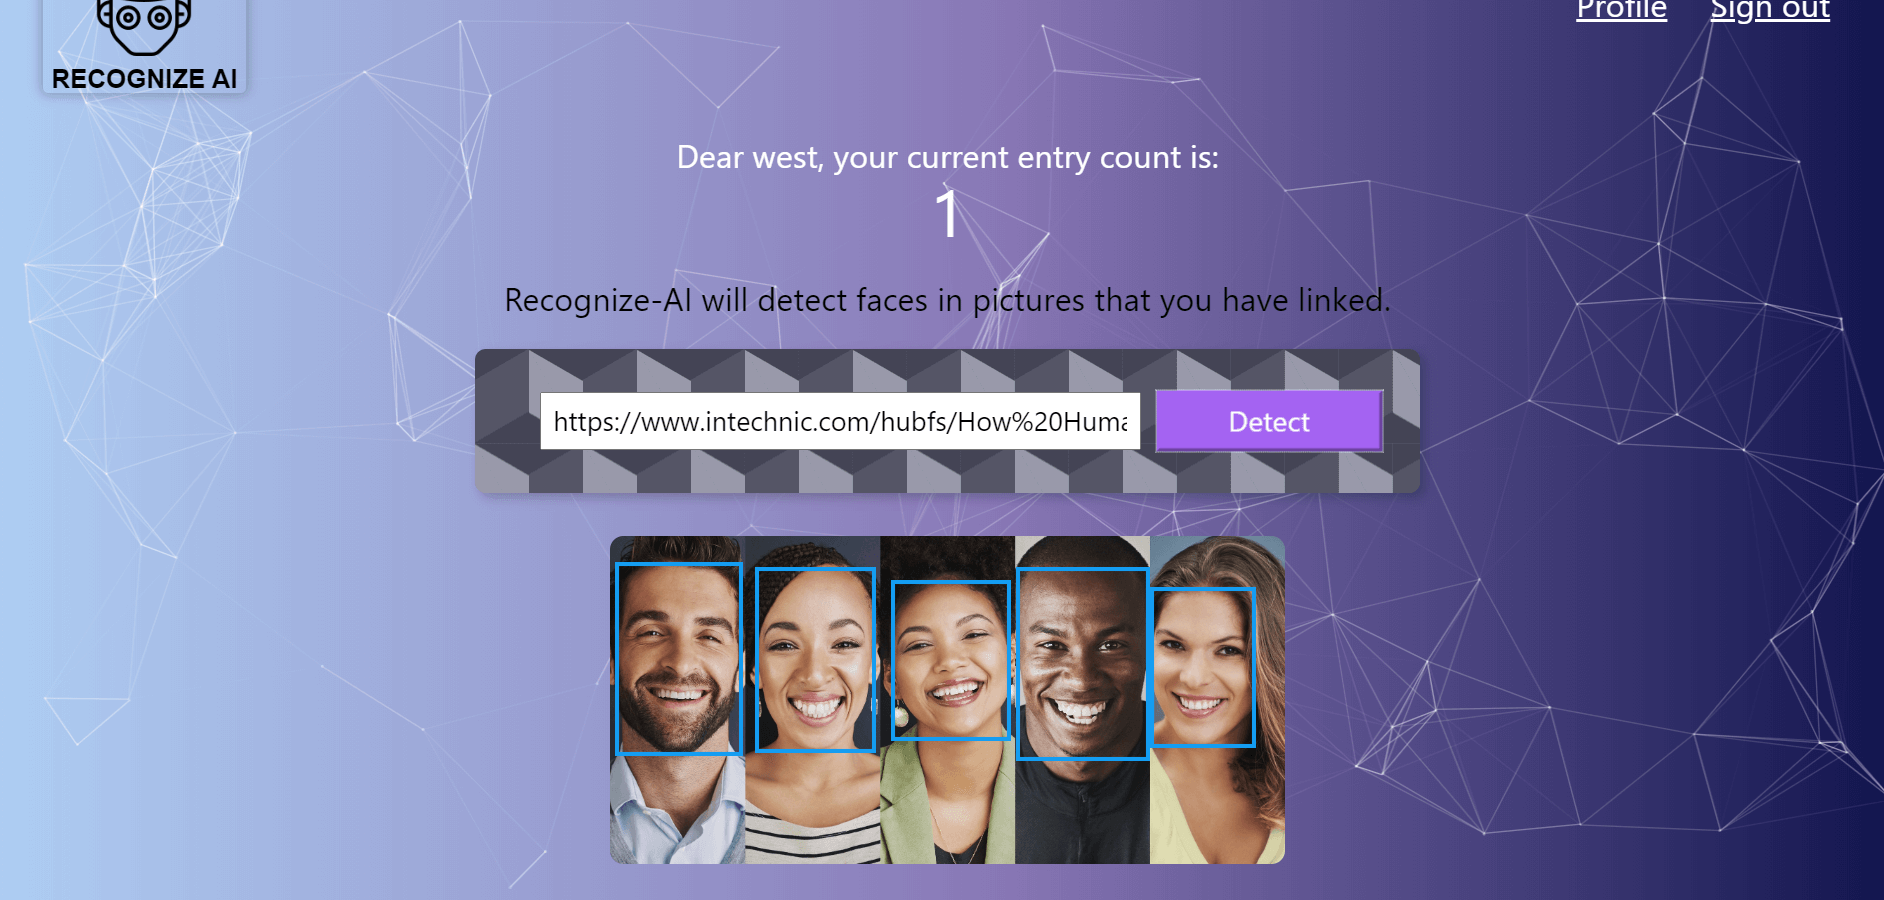 Profile Sign out
RECOGNIZE AI
Dear west, your current entry count is:
1
Recognize-AI will detect faces in pictures that you have linked.
https://www.intechnic.com/hubfs/How%20Huma
Detect